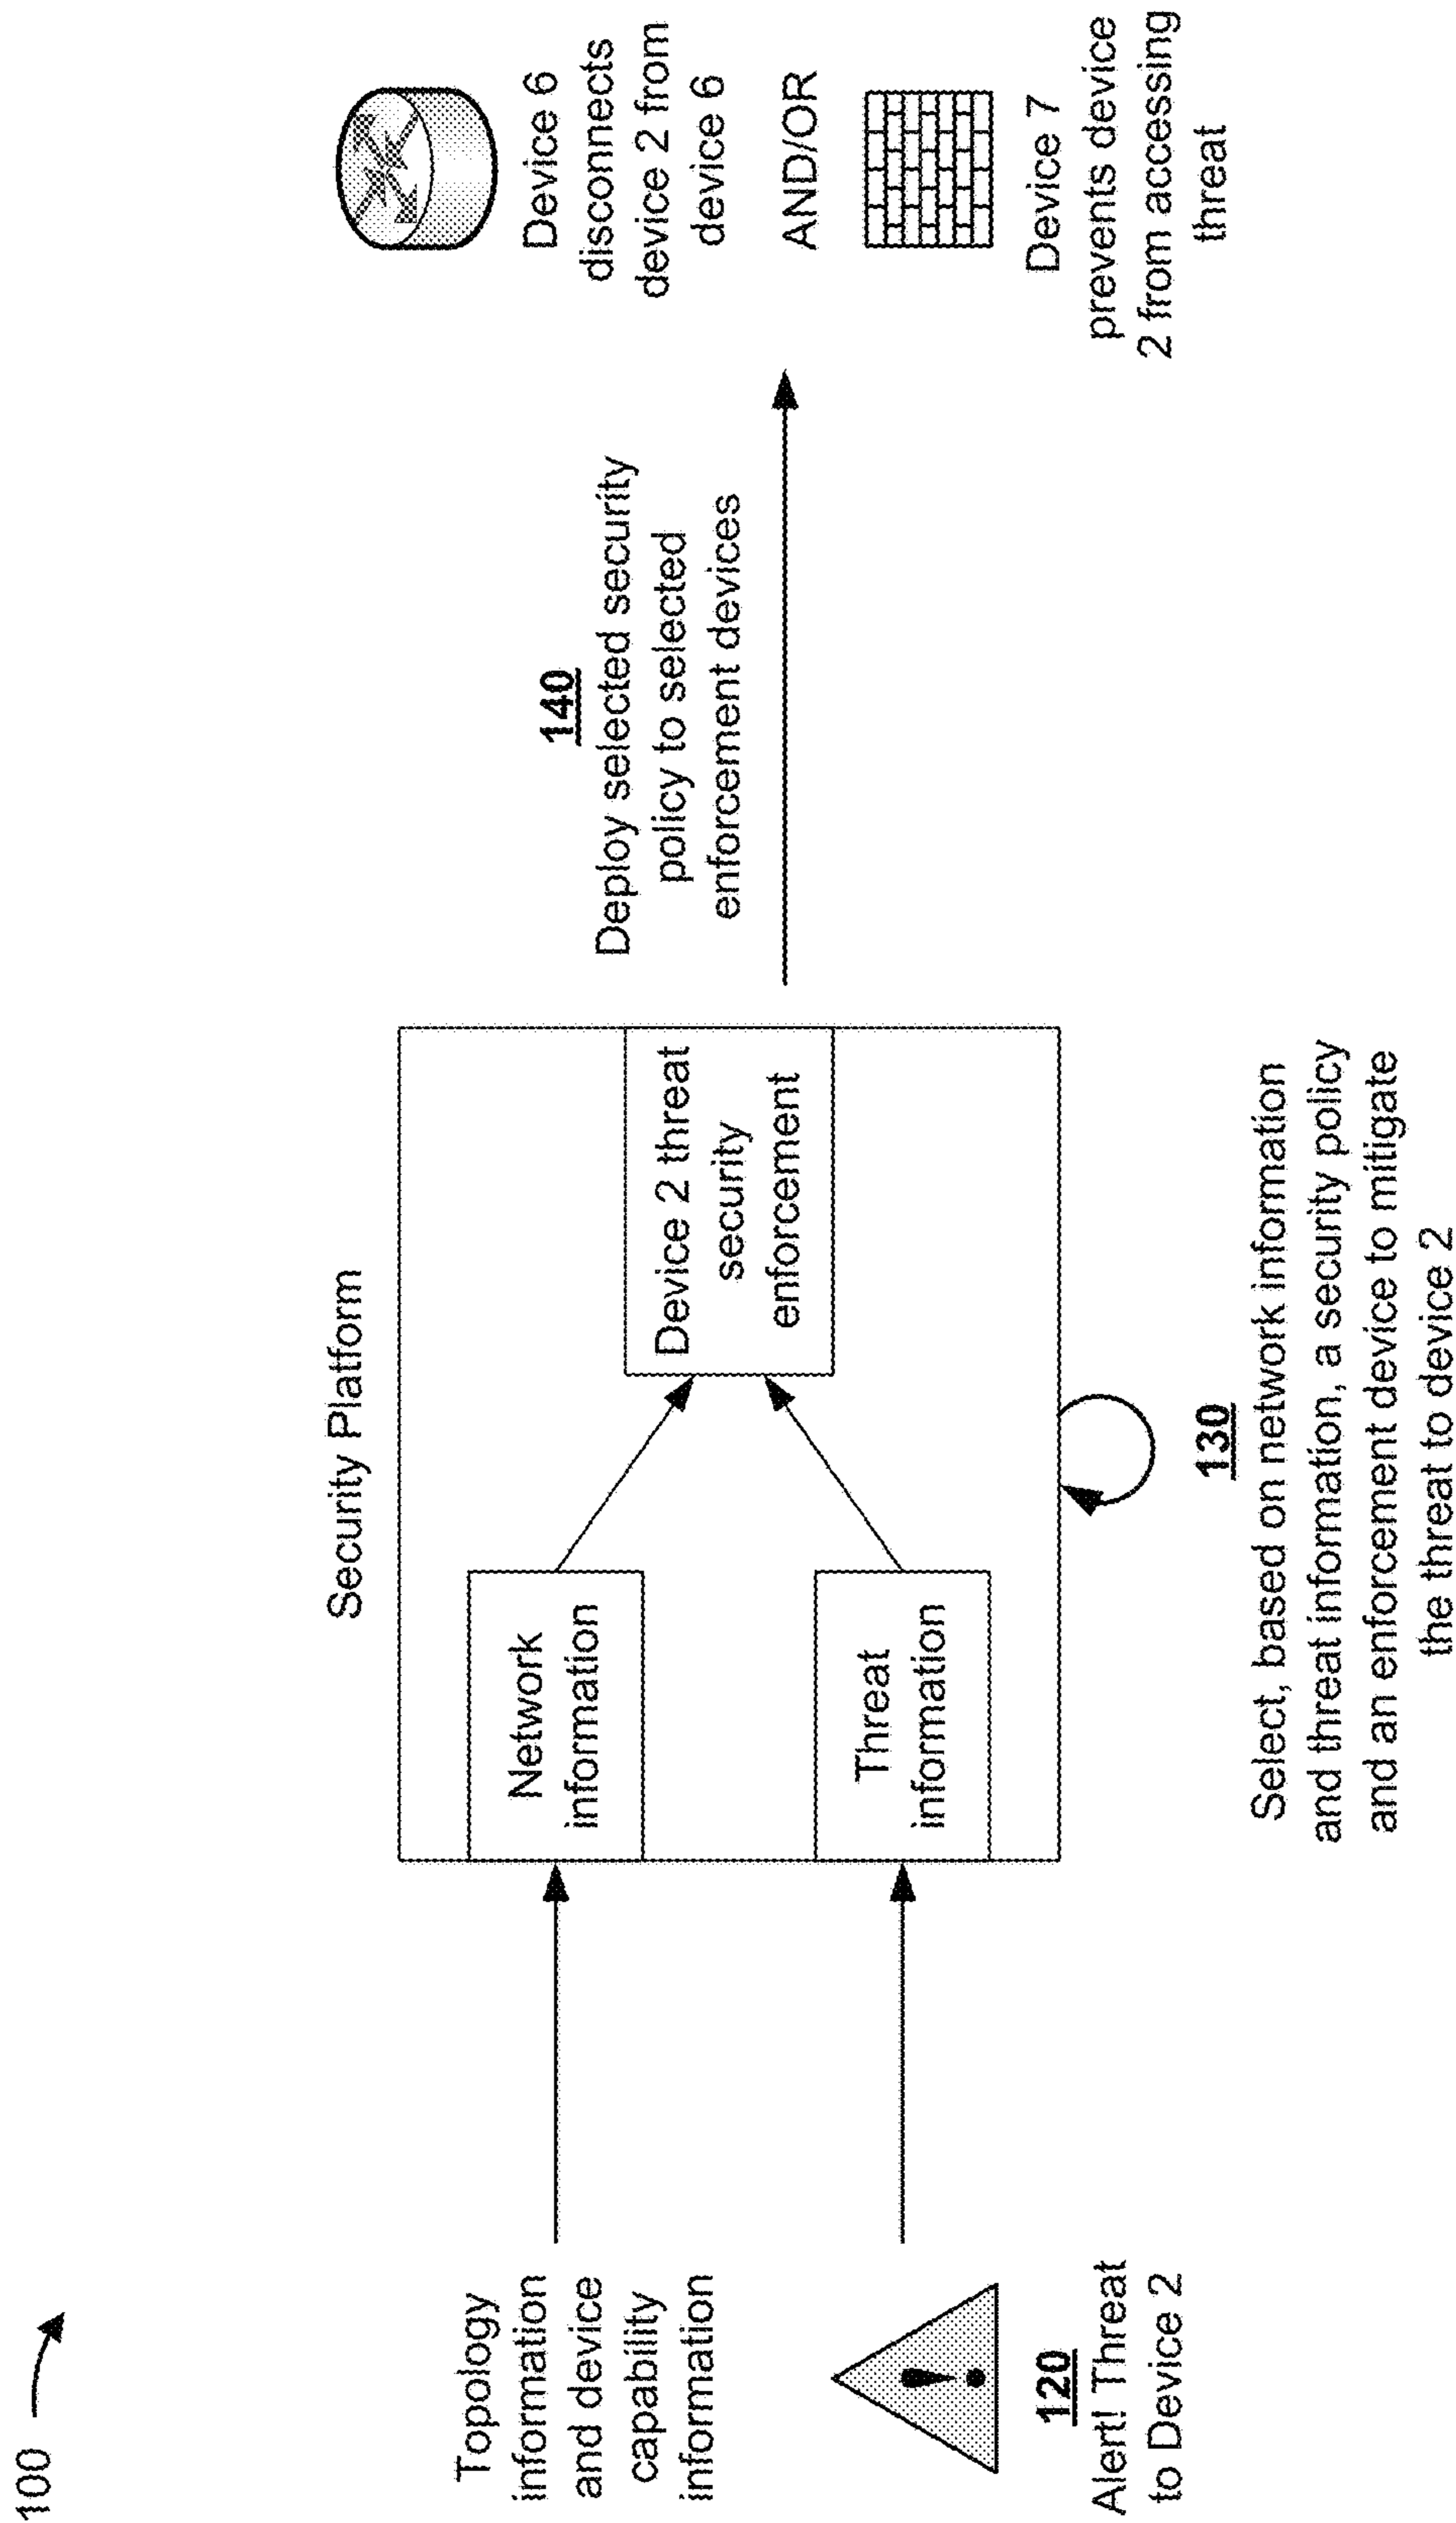 100
Security Platform
Topology
information
and device
capability
information
Network
information
120
Alert! Threat
to Device 2
Threat
information
Device 2 threat
security
enforcement
130
Select, based on network information
and threat information, a security policy
and an enforcement device to mitigate
the threat to device 2
140
Deploy selected security
policy to selected
enforcement devices
Device 6
disconnects
device 2 from
device 6
AND/OR
Device 7
prevents device
2 from accessing
threat